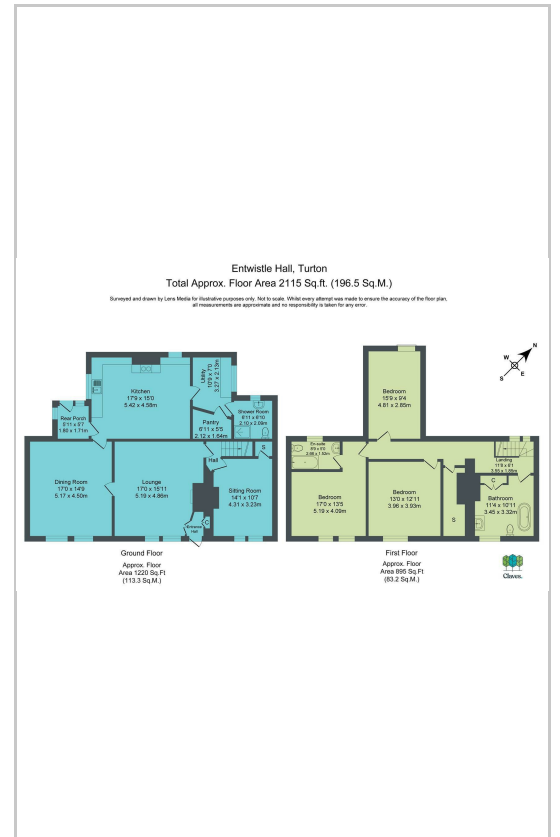 Entwistle Hall, Turton
Total Approx. Floor Area 2115 Sq.ft. (196.5 Sq.M.)
Surveyed and drawn by Lens Media for illustrative purposes only. Not to scale. Whilst every attempt was made to ensure the accuracy of the floor plan,
all measurements are approximate and no responsibility is taken for any error.
Kitchen
17'9 x 15'0
5.42 x 4.58m
Utility
10'9 x 7'0
3.27 x 2.13m
Rear Porch
5'11 x 5'7
1.80 x 1.71m
Pantry
6'11 x 5'5
2.12 x 1.64m
Shower Room
6'11 x 6'10
2.10 x 2.09m
S
Hall
Dining Room
17'0 x 14'9
5.17 x 4.50m
Lounge
17'0 x 15'11
5.19 x 4.86m
Sitting Room
14'1 x 10'7
4.31 x 3.23m
C
Entrance
Hall
Ground Floor
Approx. Floor
Area 1220 Sq.Ft
(113.3 Sq.M.)
N
W
E
S
Bedroom
15'9 x 9'4
4.81 x 2.85m
En-suite
Landing
Bedroom
17'0 x 13'5
5.19 x 4.09m
Bedroom
13'0 x 12'11
3.96 x 3.93m
S
C
Bathroom
11'4 x 10'11
3.45 x 3.32m
First Floor
Approx. Floor
Area 895 Sq.Ft
(83.2 Sq.M.)
Claves.